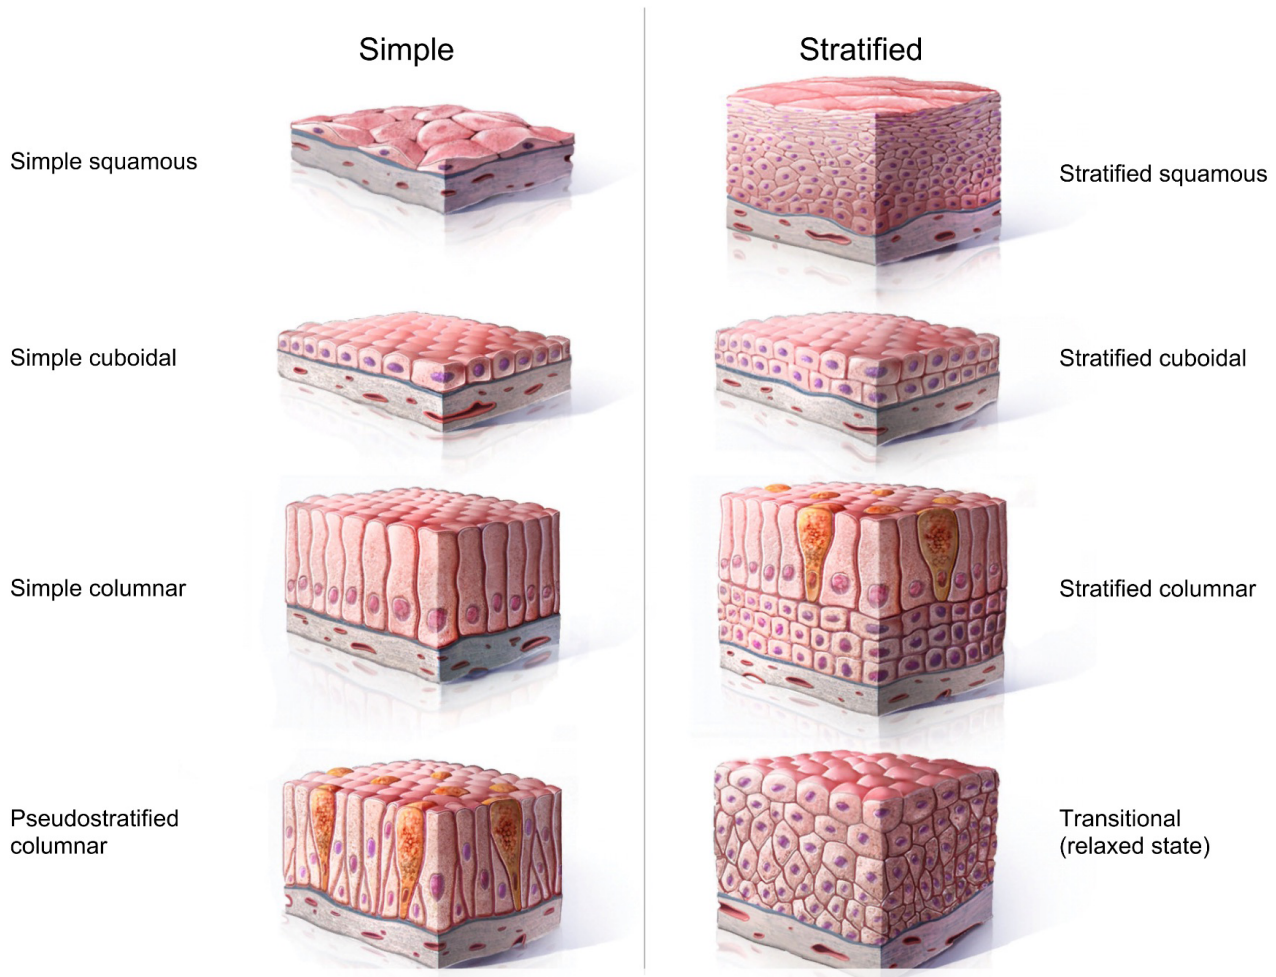 Simple
Stratified
Simple squamous
Stratified squamous
Simple cuboidal
Stratified cuboidal
Simple columnar
Stratified columnar
Pseudostratified
columnar
Transitional
(relaxed state)